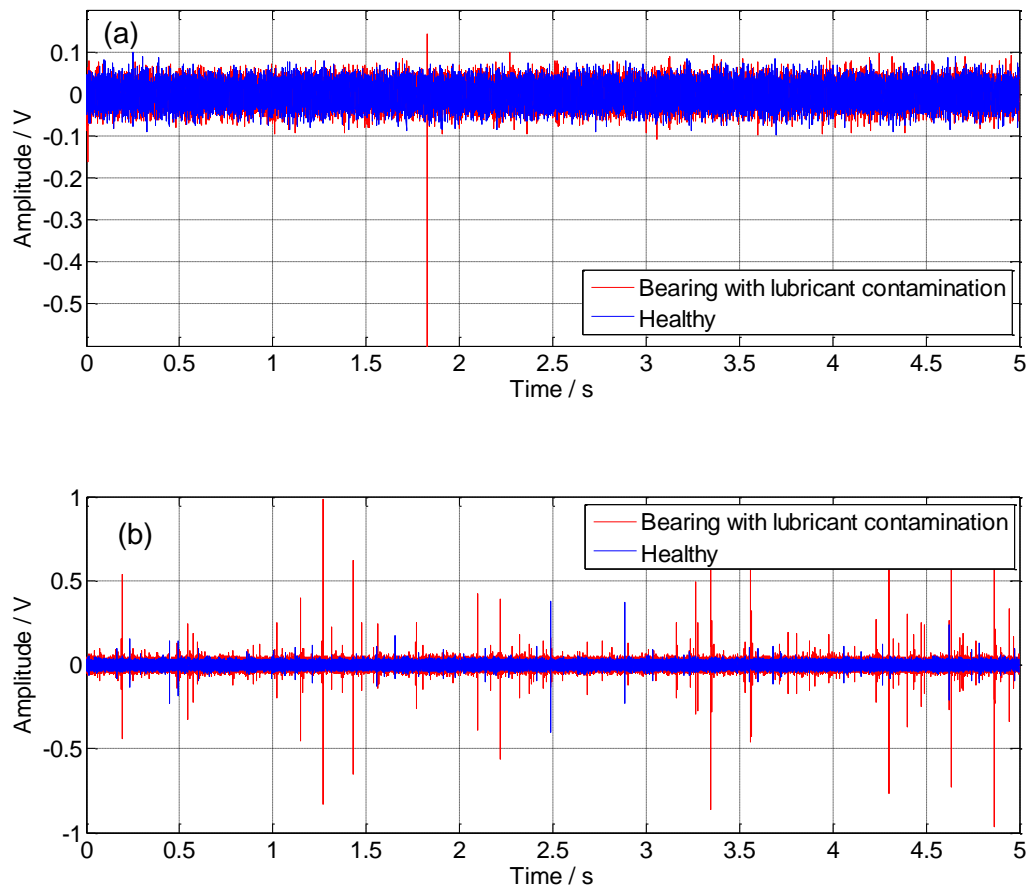 (a)
0.1
0
-0.1
-0.2
-0.3
-0.4
-0.5
Amplitude / V
Bearing with lubricant contamination
Healthy
0 0.5 1 1.5 2 2.5 3 3.5 4 4.5 5
Time / s
(b)
1
0.5
0
-0.5
-1
Amplitude / V
Bearing with lubricant contamination
Healthy
0 0.5 1 1.5 2 2.5 3 3.5 4 4.5 5
Time / s